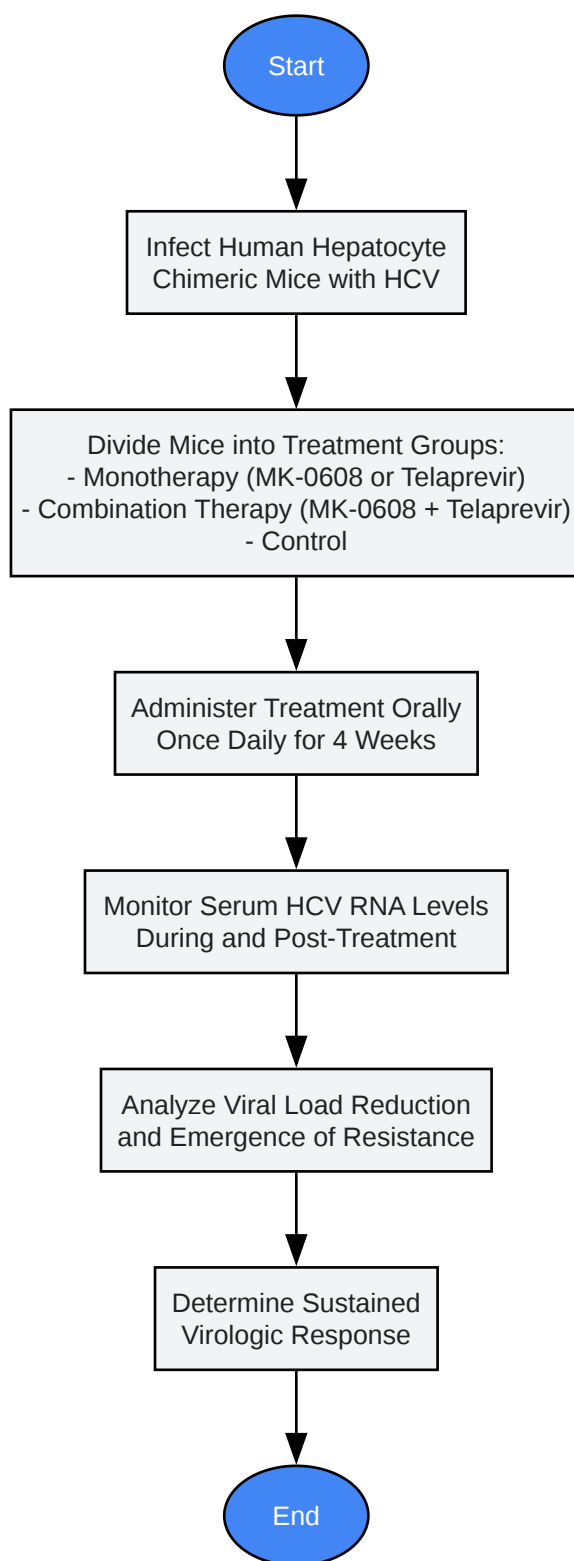 Start
Infect Human Hepatocyte
Chimeric Mice with HCV
Divide Mice into Treatment Groups:
- Monotherapy (MK-0608 or Telaprevir)
- Combination Therapy (MK-0608 + Telaprevir)
- Control
Administer Treatment Orally
Once Daily for 4 Weeks
Monitor Serum HCV RNA Levels
During and Post-Treatment
Analyze Viral Load Reduction
and Emergence of Resistance
Determine Sustained
Virologic Response
End